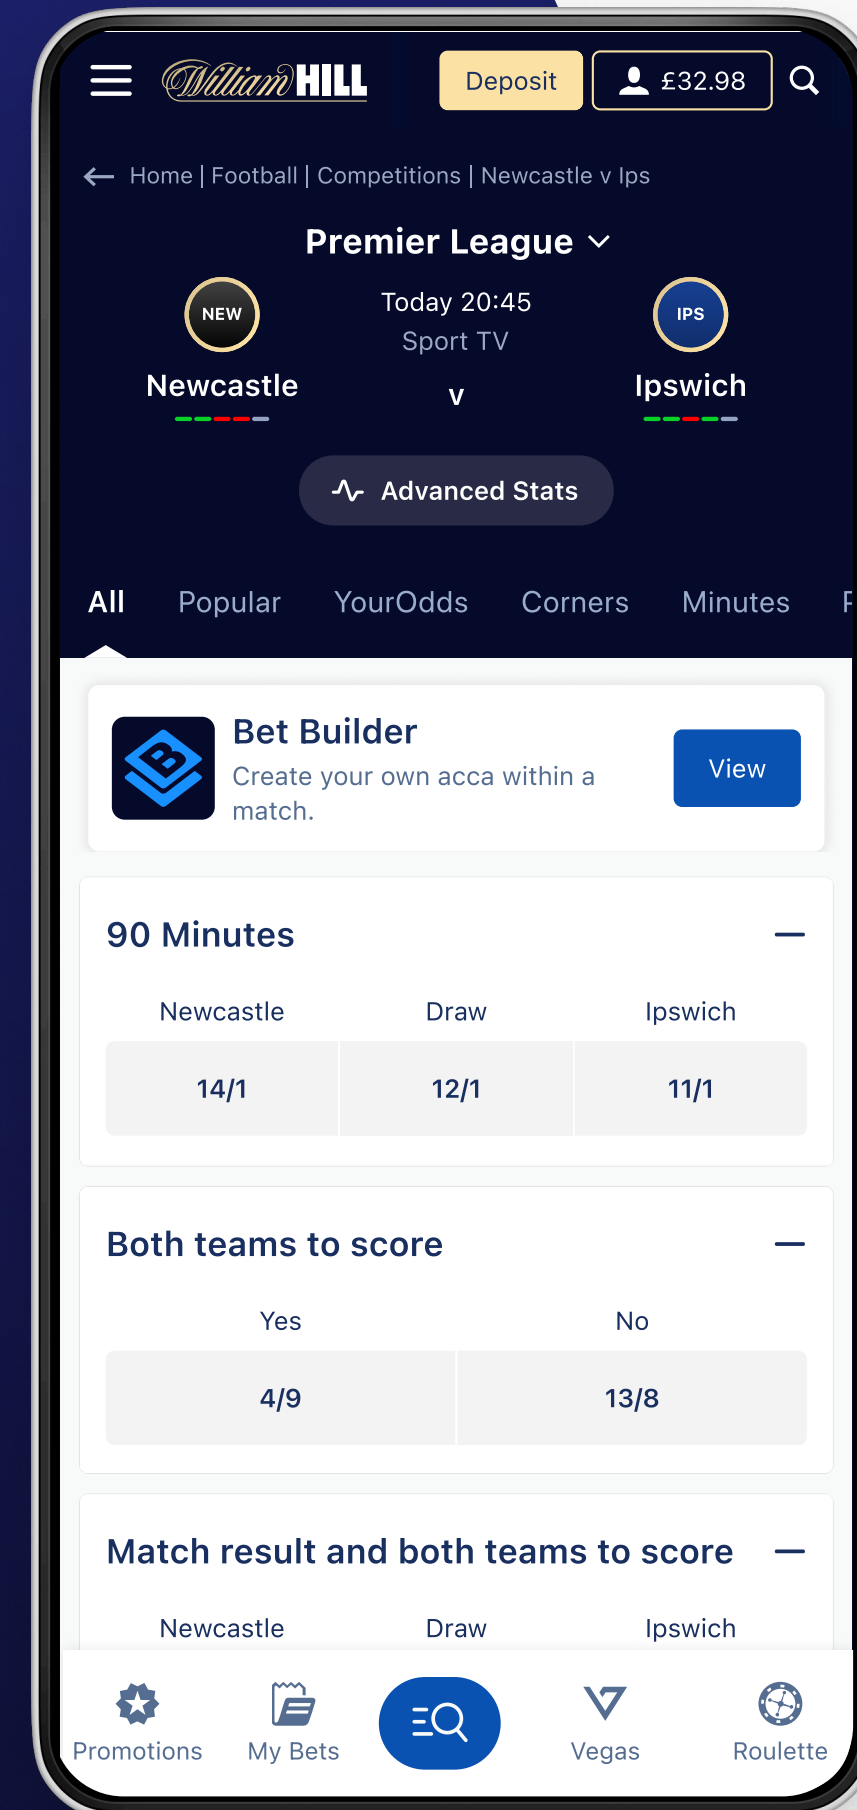 William HILL
Deposit
£32.98
Home | Football | Competitions | Newcastle v Ips
Premier League
NEW
Today 20:45
IPS
Sport TV
Newcastle
v
Ipswich
Advanced Stats
All Popular YourOdds Corners Minutes
Bet Builder
Create your own acca within a
match.
View
90 Minutes
Newcastle Draw Ipswich
14/1 12/1 11/1
Both teams to score
Yes No
4/9 13/8
Match result and both teams to score
Newcastle Draw Ipswich
Promotions My Bets Vegas Roulette